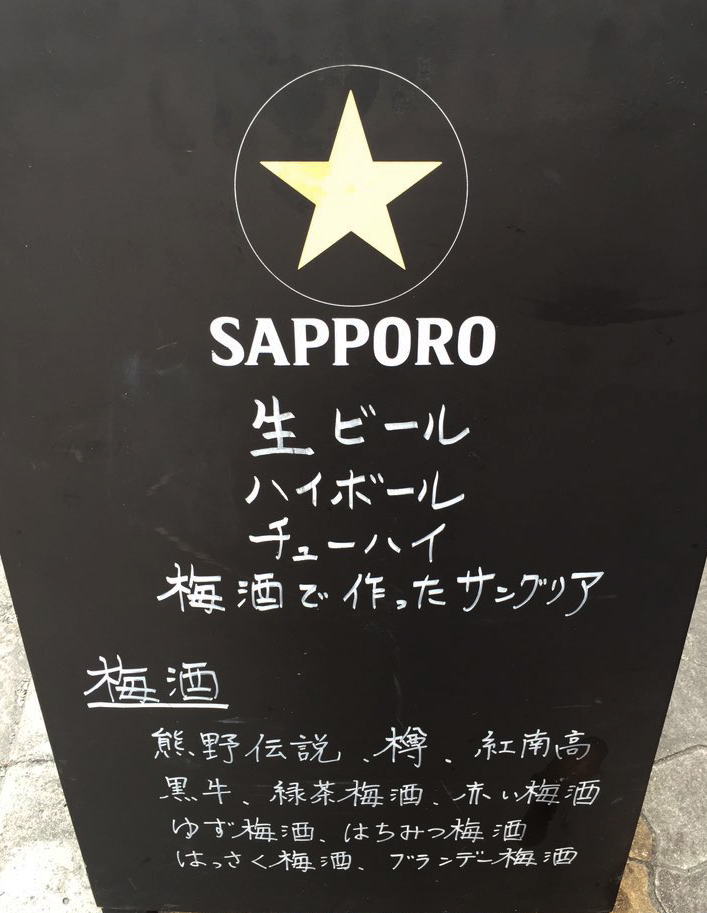 SAPPORO
生ビール
ハイボール
チューハイ
梅酒で作ったサングリア
梅酒
熊野伝説、樽、紅南高
黒牛、緑茶梅酒、赤い梅酒
ゆず梅酒、はちみつ梅酒
はっさく梅酒、ブランデー梅酒